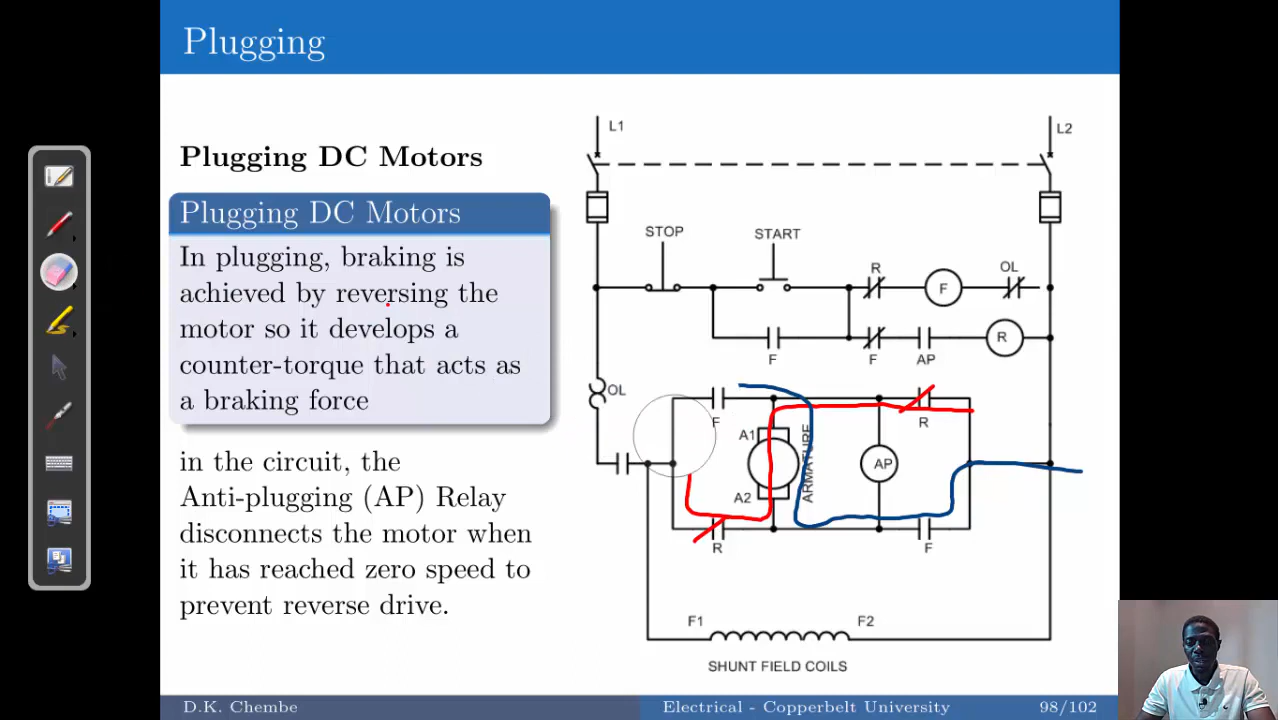 Plugging
Plugging DC Motors
Plugging DC Motors
In plugging, braking is
achieved by reversing the
motor so it develops a
counter-torque that acts as
a braking force
in the circuit, the
Anti-plugging (AP) Relay
disconnects the motor when
it has reached zero speed to
prevent reverse drive.
L1
L2
STOP
START
R
F
OL
F
F
AP
R
OL
F
R
A1
ARMATURE
AP
A2
R
F
F1
F2
SHUNT FIELD COILS
D.K. Chembe
Electrical - Copperbelt University
98/102